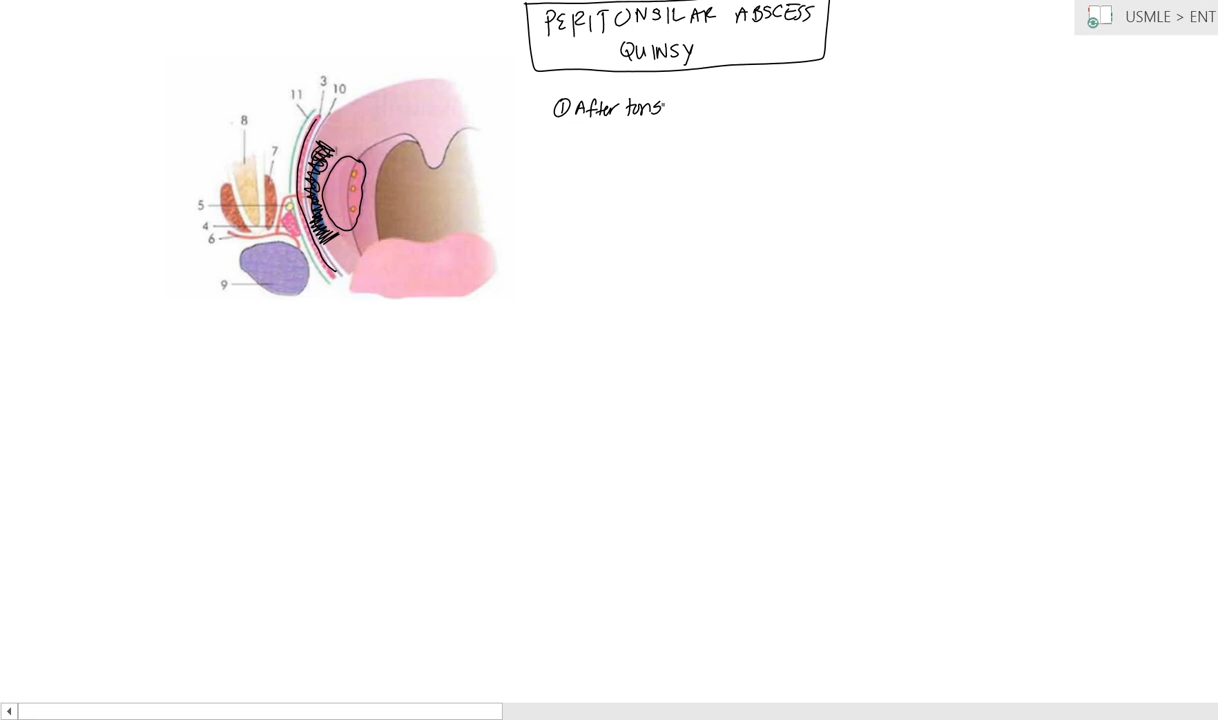 PERITONSILAR ABSCESS
QUINSY
USMLE > ENT
① After tons
3
11
10
8
7
5
4
6
9